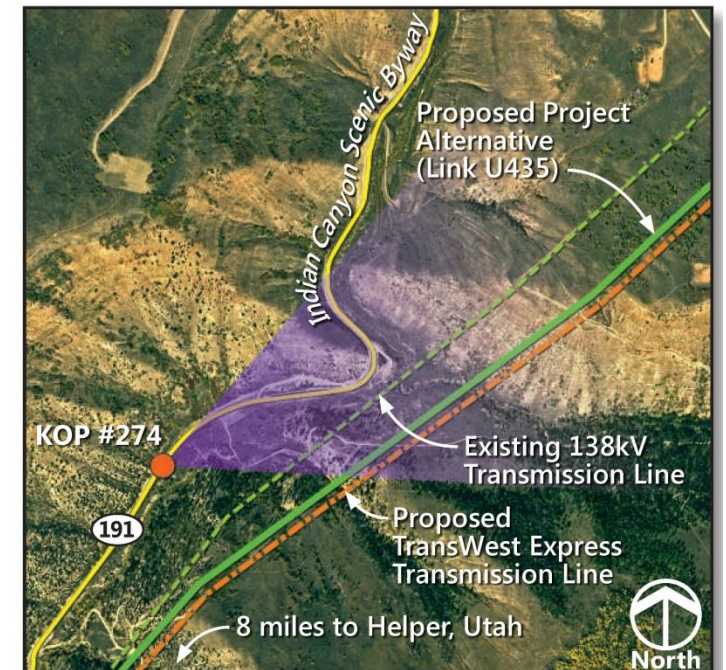 Indian Canyon Scenic Byway
Proposed Project
Alternative
(Link U435)
KOP #274
Existing 138kV
Transmission Line
191
Proposed
TransWest Express
Transmission Line
8 miles to Helper, Utah
North